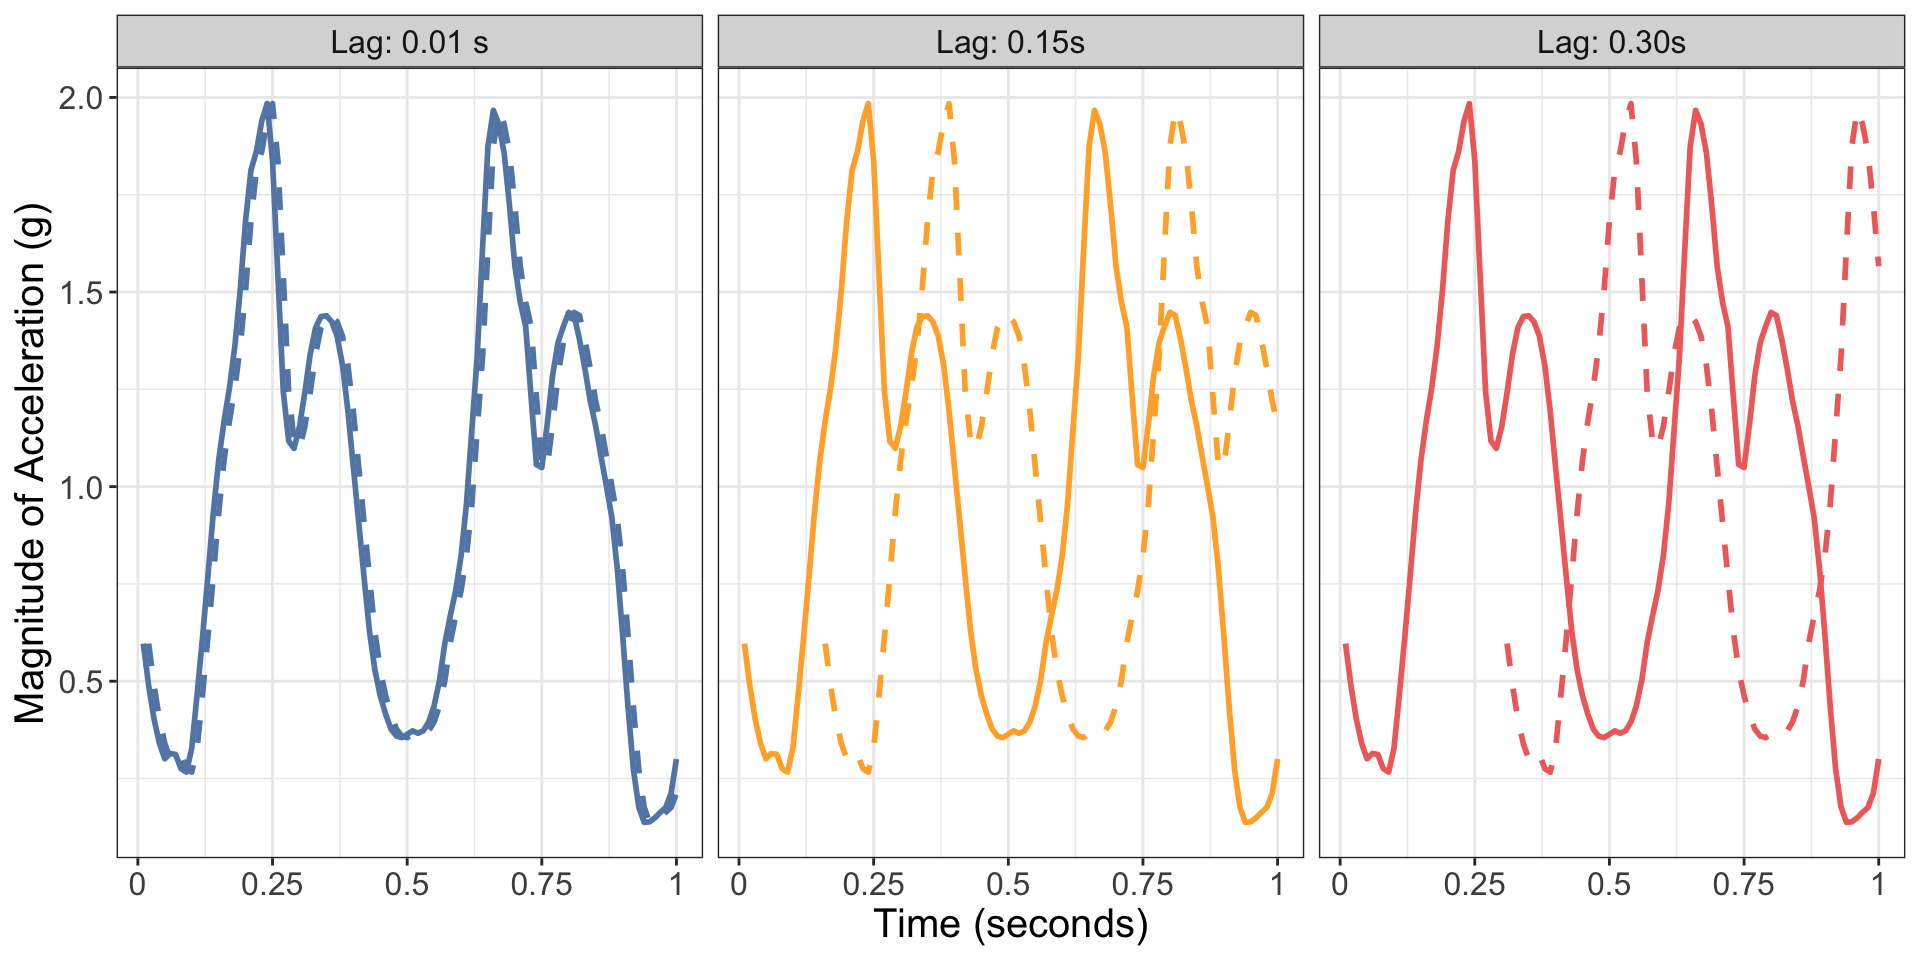 Lag: 0.01 s
Lag: 0.15s
Lag: 0.30s
Magnitude of Acceleration (g)
2.0
1.5
1.0
0.5
0 0.25 0.5 0.75 1
0 0.25 0.5 0.75 1
0 0.25 0.5 0.75 1
Time (seconds)